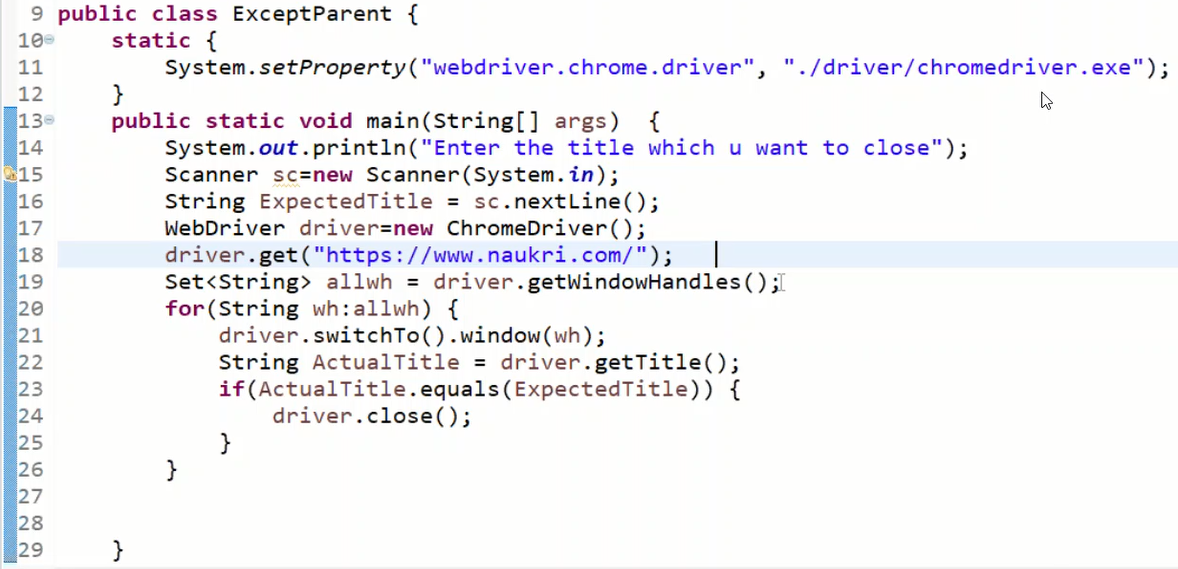 9 public class ExceptParent {
10 static {
11 System.setProperty("webdriver.chrome.driver", "./driver/chromedriver.exe");
12 }
13 public static void main(String[] args)  {
14 System.out.println("Enter the title which u want to close");
15 Scanner sc=new Scanner(System.in);
16 String ExpectedTitle = sc.nextLine();
17 WebDriver driver=new ChromeDriver();
18 driver.get("https://www.naukri.com/");
19 Set<String> allwh = driver.getWindowHandles();
20 for(String wh:allwh) {
21 driver.switchTo().window(wh);
22 String ActualTitle = driver.getTitle();
23 if(ActualTitle.equals(ExpectedTitle)) {
24 driver.close();
25 }
26 }
27
28
29 }